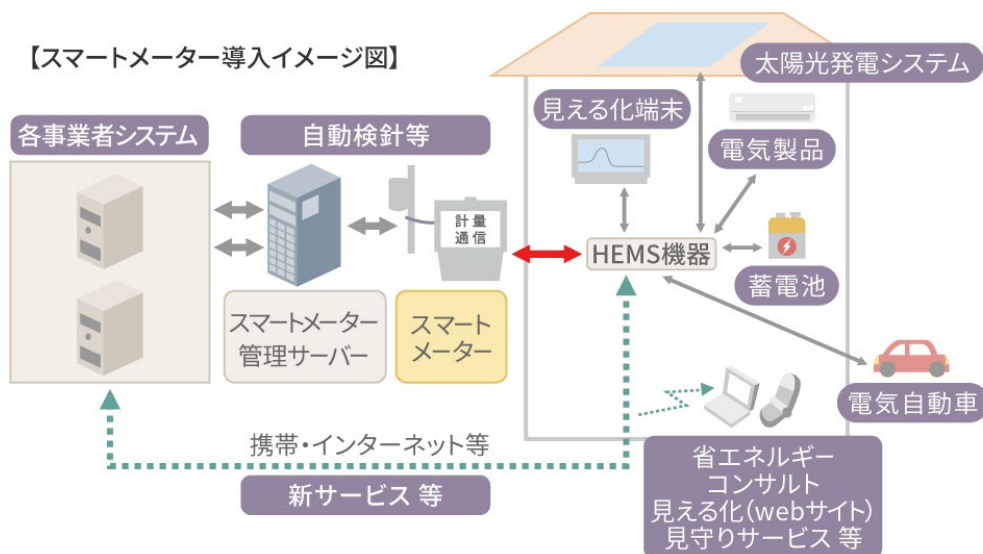 【スマートメーター導入イメージ図】
太陽光発電システム
見える化端末
電気製品
各事業者システム
自動検針等
計量
通信
HEMS機器
蓄電池
スマートメーター
管理サーバー
スマート
メーター
電気自動車
携帯・インターネット等
新サービス 等
省エネルギー
コンサルト
見える化(webサイト)
見守りサービス 等